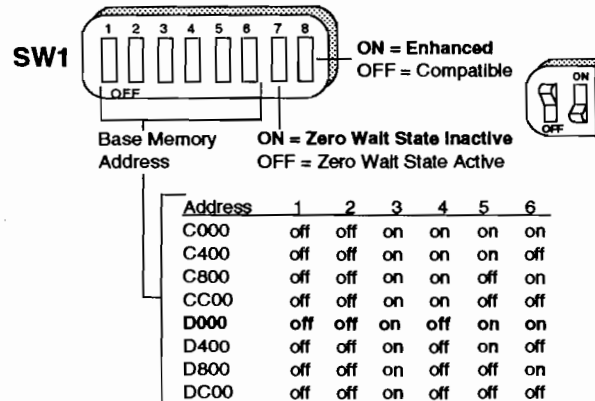 1 2 3 4 5 6 7 8
SW1
OFF
ON = Enhanced
OFF = Compatible
ON
OFF
Base Memory
Address
ON = Zero Wait State Inactive
OFF = Zero Wait State Active
Address 1 2 3 4 5 6
C000 off off on on on on
C400 off off on on on off
C800 off off on on off on
CC00 off off on on off off
D000 off off on off on on
D400 off off on off on off
D800 off off on off off on
DC00 off off on off off off